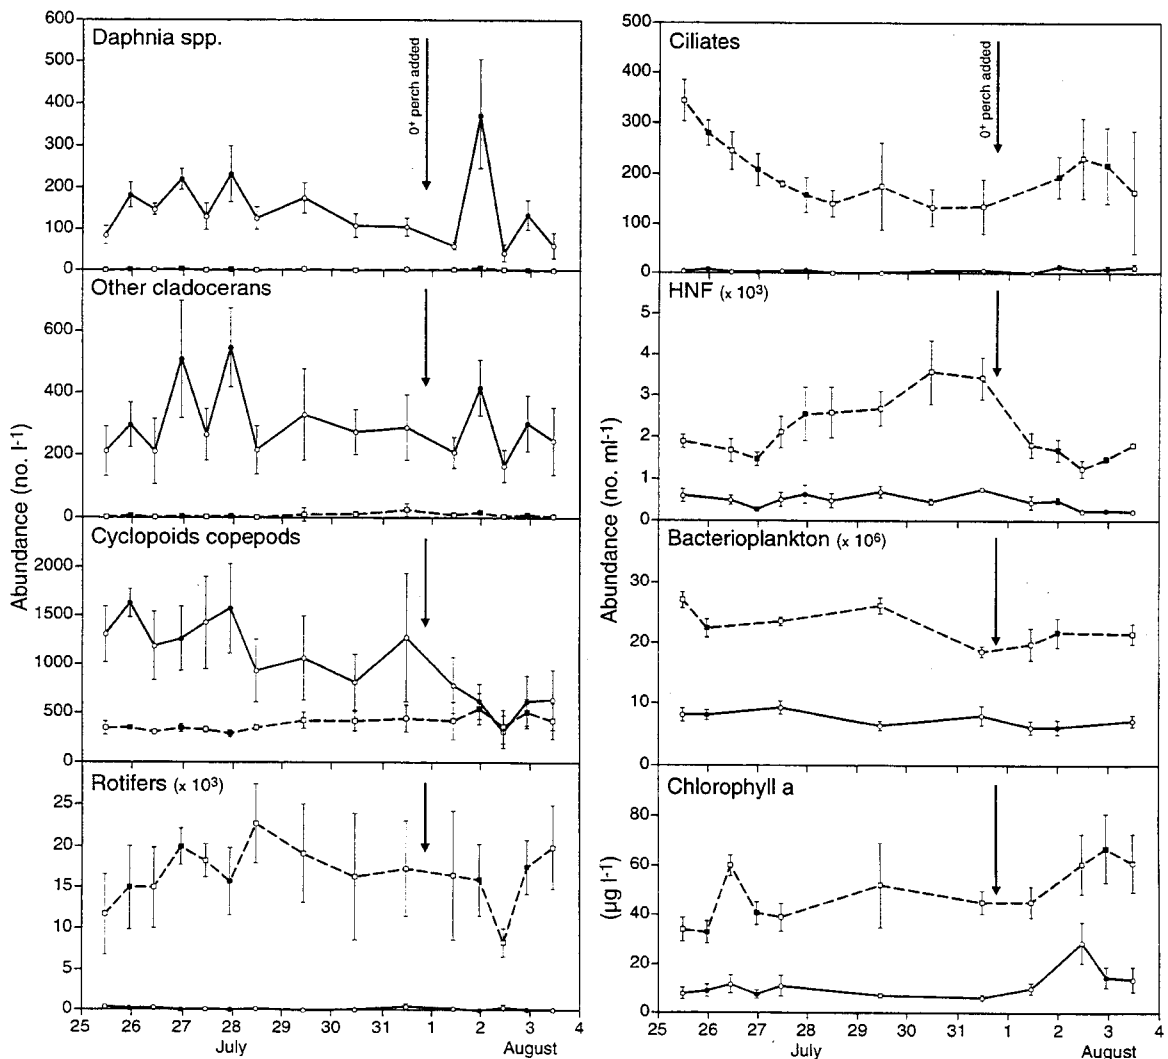 Daphnia spp.
0+ perch added
600
500
400
300
200
100
0
Other cladocerans
600
400
200
0
Cyclopoids copepods
2000
1500
1000
500
0
Rotifers (x 10³)
25
20
15
10
5
0
Abundance (no. l-1)
25 26 27 28 29 30 31 1 2 3 4
July August
Ciliates
0+ perch added
500
400
300
200
100
0
HNF (x 10³)
5
4
3
2
1
0
Bacterioplankton (x 10⁶)
30
20
10
0
Chlorophyll a
80
60
40
20
0
Abundance (no. ml-1)
(µg l-1)
25 26 27 28 29 30 31 1 2 3 4
July August